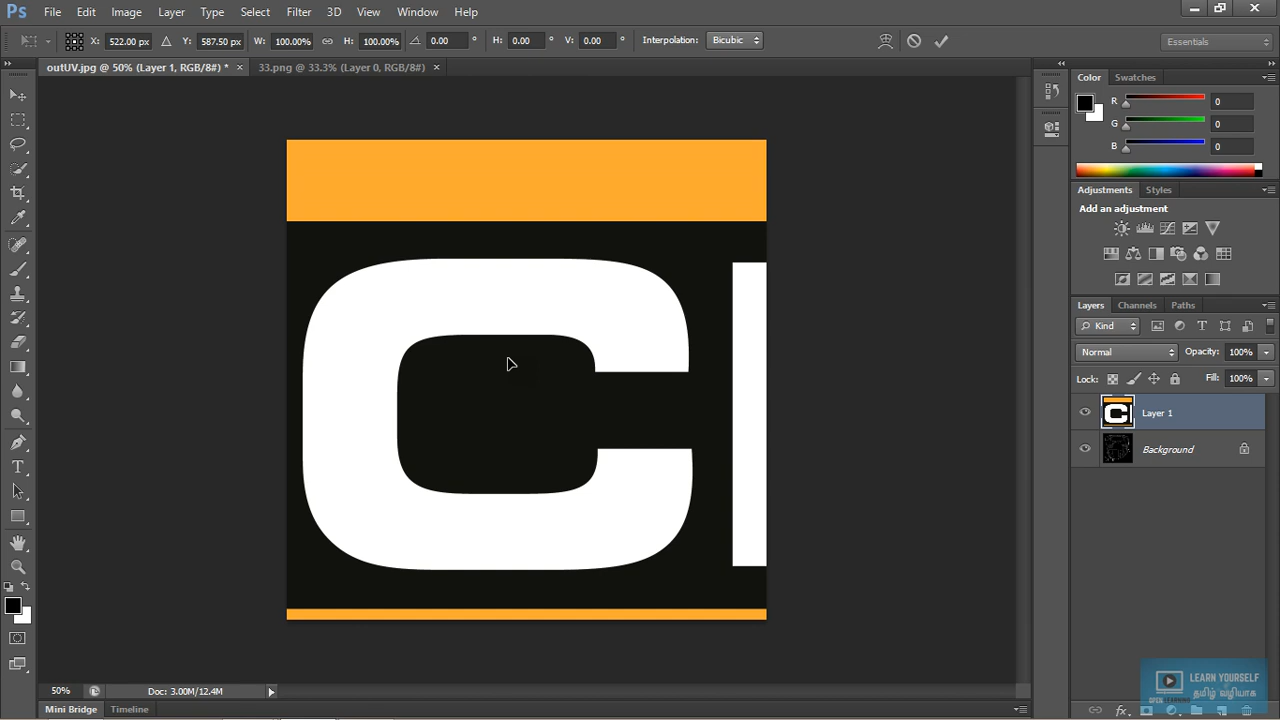 Ps File Edit Image Layer Type Select Filter 3D View Window Help
X: 522.00 px Y: 587.50 px W: 100.00% H: 100.00% 0.00 ° H: 0.00 ° V: 0.00 ° Interpolation: Bicubic Essentials
outUV.jpg @ 50% (Layer 1, RGB/8#) * × 33.png @ 33.3% (Layer 0, RGB/8#) ×
Color Swatches
R 0
G 0
B 0
Adjustments Styles
Add an adjustment
Layers Channels Paths
Kind
Normal Opacity: 100%
Lock: Fill: 100%
Layer 1
Background
C
50% Doc: 3.00M/12.4M
Mini Bridge Timeline
LEARN YOURSELF
தமிழ் வழியாக
OPEN LEARNING
fx